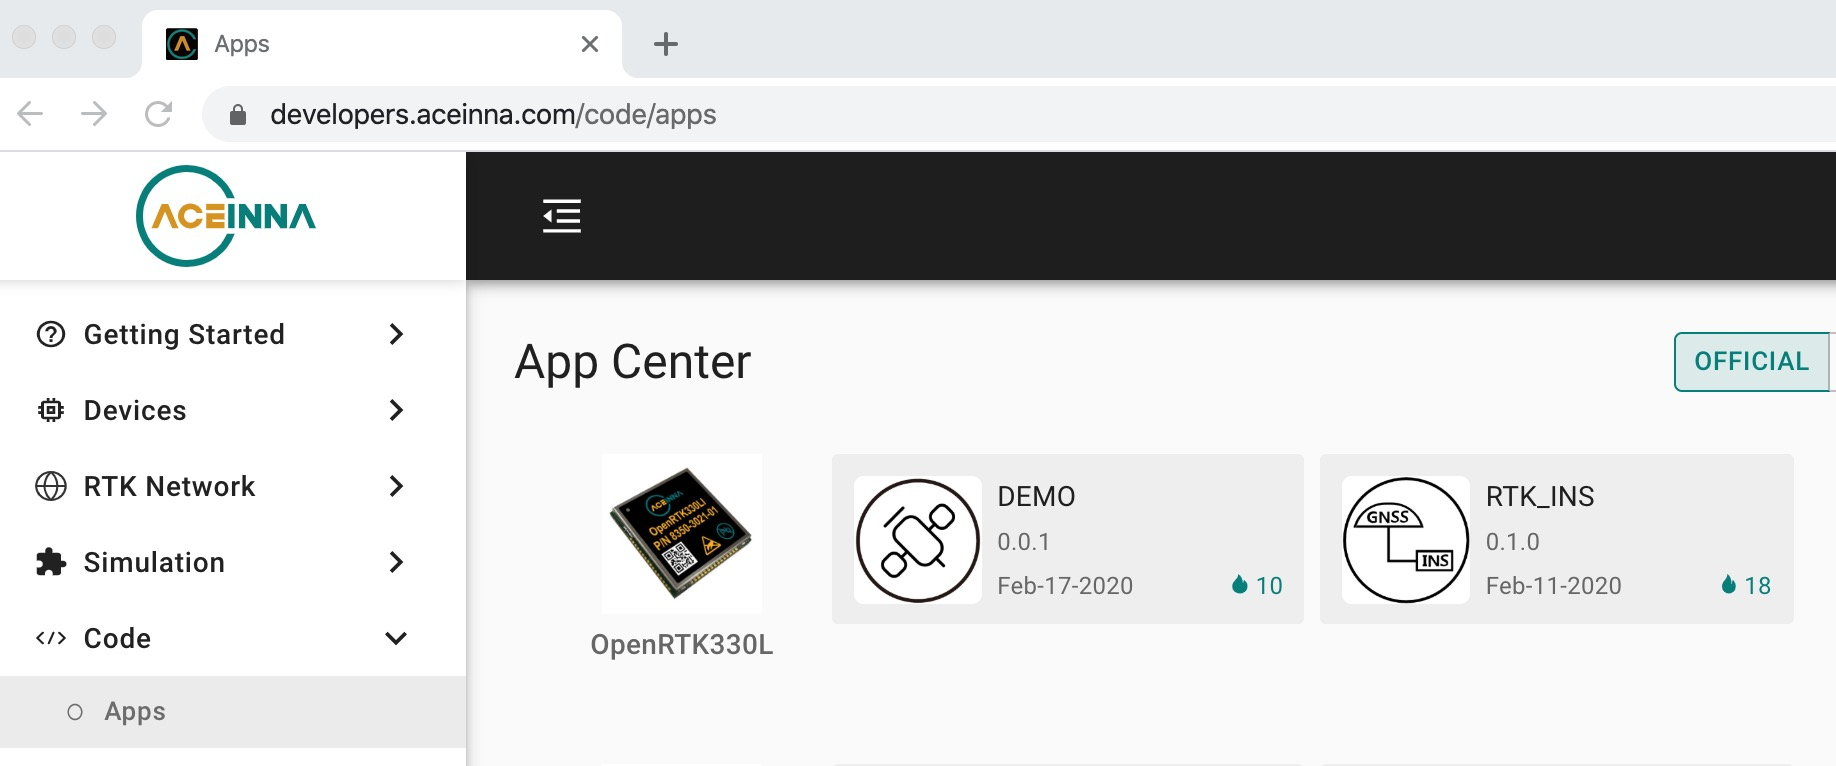 Apps
developers.aceinna.com/code/apps
ACEINNA
Getting Started
Devices
RTK Network
Simulation
Code
Apps
App Center
OFFICIAL
ACEINNA
OpenRTK330LI
P/N 8350-3021-01
OpenRTK330L
DEMO
0.0.1
Feb-17-2020
10
GNSS
INS
RTK_INS
0.1.0
Feb-11-2020
18